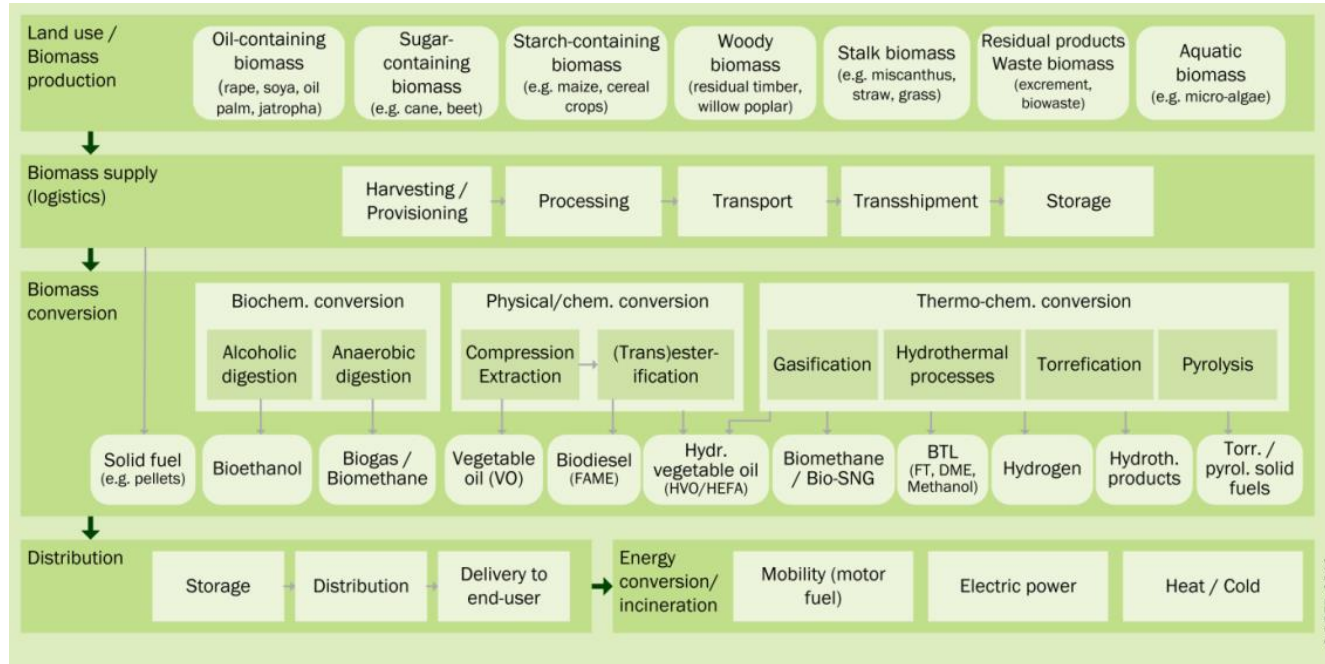 Land use /
Biomass
production
Oil-containing
biomass
(rape, soya, oil
palm, jatropha)
Sugar-
containing
biomass
(e.g. cane, beet)
Starch-containing
biomass
(e.g. maize, cereal
crops)
Woody
biomass
(residual timber,
willow poplar)
Stalk biomass
(e.g. miscanthus,
straw, grass)
Residual products
Waste biomass
(excrement,
biowaste)
Aquatic
biomass
(e.g. micro-algae)
Biomass supply
(logistics)
Harvesting /
Provisioning
Processing
Transport
Transshipment
Storage
Biomass
conversion
Biochem. conversion
Alcoholic
digestion
Anaerobic
digestion
Physical/chem. conversion
Compression
Extraction
(Trans)ester-
ification
Thermo-chem. conversion
Gasification
Hydrothermal
processes
Torrefication
Pyrolysis
Solid fuel
(e.g. pellets)
Bioethanol
Biogas /
Biomethane
Vegetable
oil (VO)
Biodiesel
(FAME)
Hydr.
vegetable oil
(HVO/HEFA)
Biomethane
/ Bio-SNG
BTL
(FT, DME,
Methanol)
Hydrogen
Hydroth.
products
Torr. /
pyrol. solid
fuels
Distribution
Storage
Distribution
Delivery to
end-user
Energy
conversion/
incineration
Mobility (motor
fuel)
Electric power
Heat / Cold